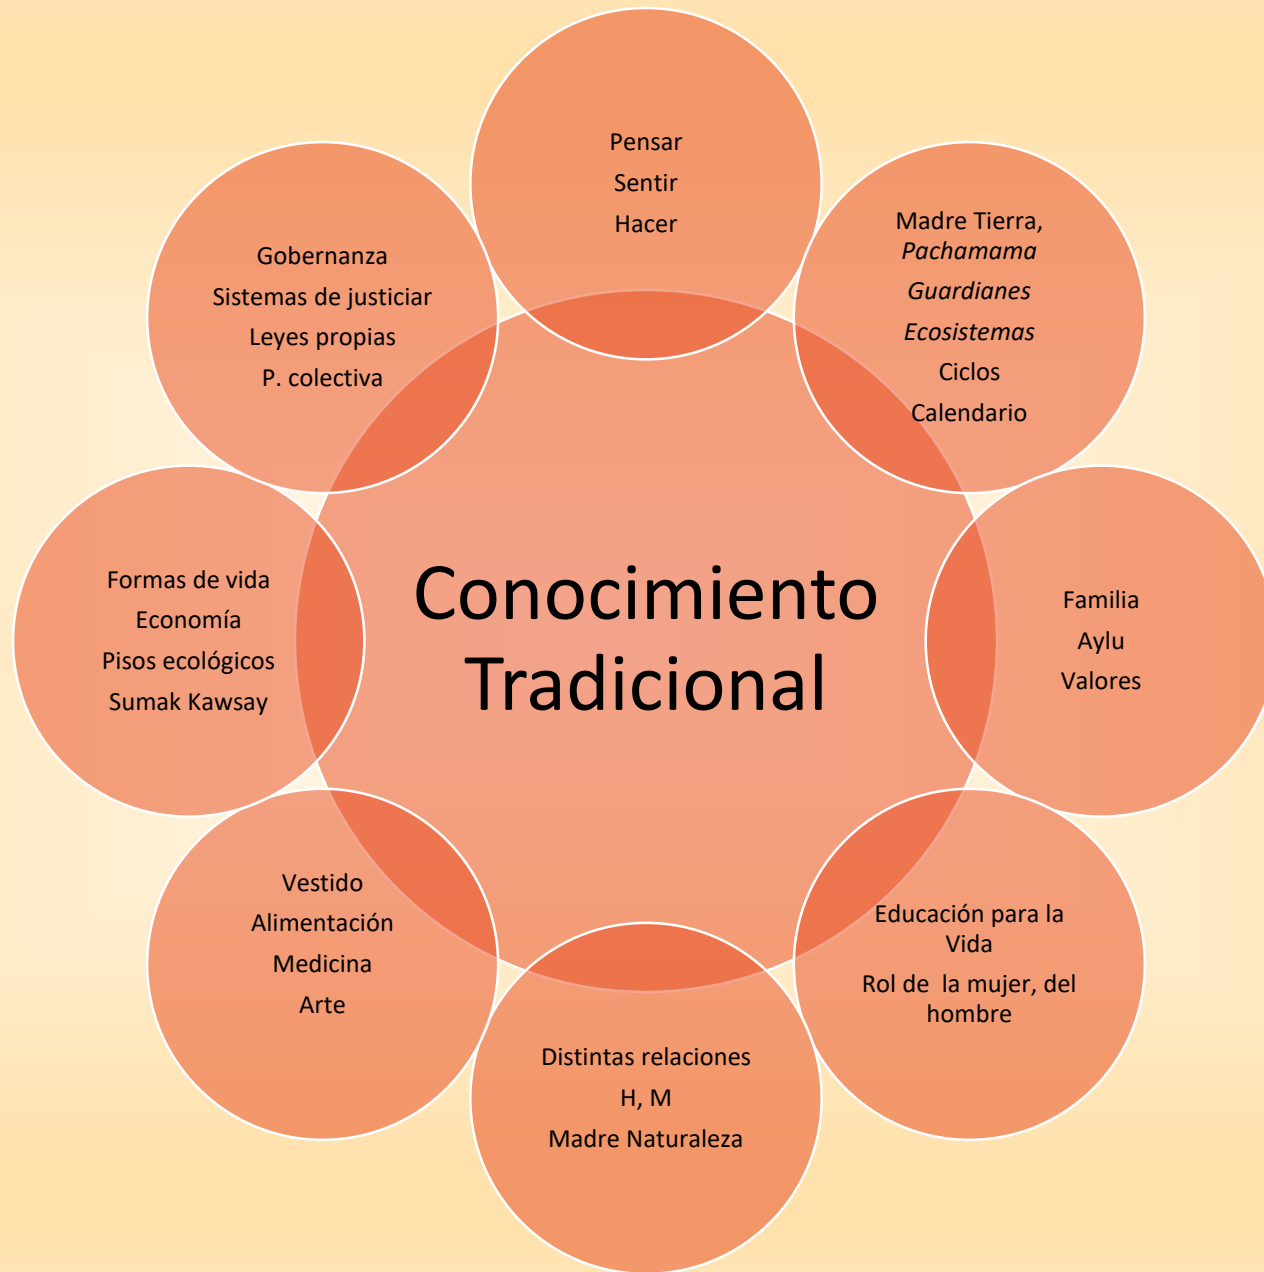 Pensar
Sentir
Hacer
Madre Tierra,
Pachamama
Guardianes
Ecosistemas
Ciclos
Calendario
Familia
Aylu
Valores
Educación para la
Vida
Rol de  la mujer, del
hombre
Distintas relaciones
H, M
Madre Naturaleza
Vestido
Alimentación
Medicina
Arte
Formas de vida
Economía
Pisos ecológicos
Sumak Kawsay
Gobernanza
Sistemas de justiciar
Leyes propias
P. colectiva
Conocimiento
Tradicional